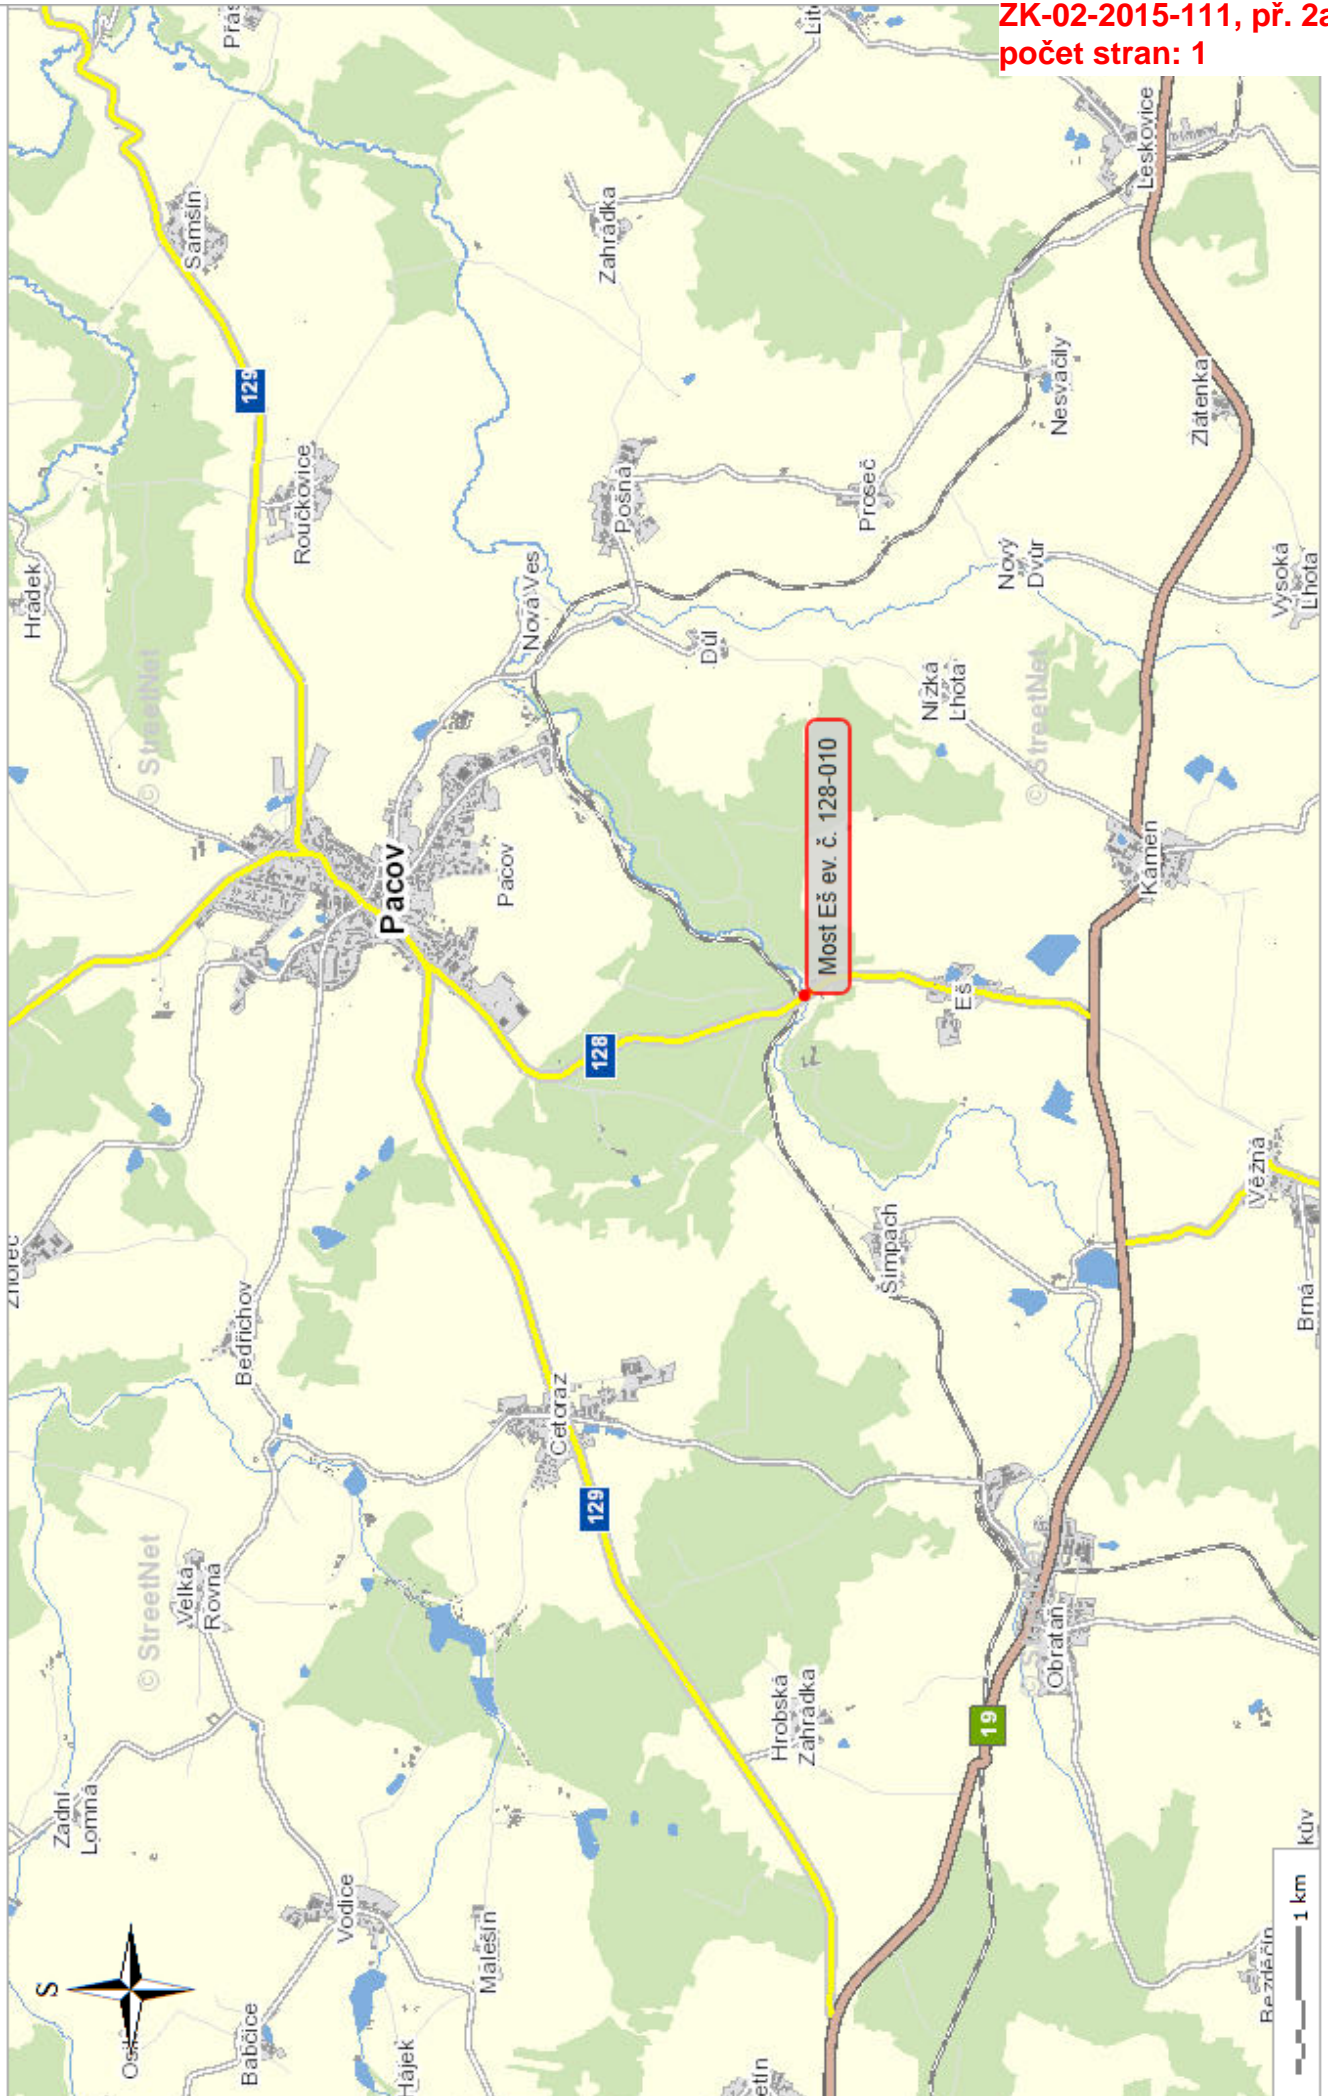 ZK-02-2015-111, př. 2a
počet stran: 1
S
Samšín
Zahrádka
Leskovice
129
Roučkovice
Hrádek
Pošná
Proseč
Nesvačily
Zlátenka
Nová Ves
Důl
Nový
Dvůr
Vysoká
Lhota
Nízká
Lhota
© StreetNet
© StreetNet
Pacov
Pacov
Most Eš ev. č. 128-010
Kámen
Eš
128
Věžná
Brná
Šimpach
Bedřichov
Cetoraz
129
Velká
Rovná
© StreetNet
Obrataň
19
Hrobská
Zahrádka
Zadní
Lomná
Vodice
Malešín
Babčice
Hájek
1 km